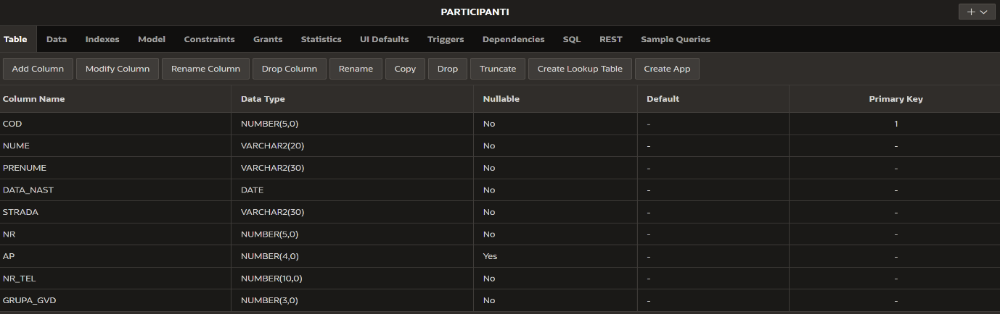 PARTICIPANTI
Table Data Indexes Model Constraints Grants Statistics UI Defaults Triggers Dependencies SQL REST Sample Queries
Add Column Modify Column Rename Column Drop Column Rename Copy Drop Truncate Create Lookup Table Create App
Column Name Data Type Nullable Default Primary Key
COD NUMBER(5,0) No - 1
NUME VARCHAR2(20) No - -
PRENUME VARCHAR2(30) No - -
DATA_NAST DATE No - -
STRADA VARCHAR2(30) No - -
NR NUMBER(5,0) No - -
AP NUMBER(4,0) Yes - -
NR_TEL NUMBER(10,0) No - -
GRUPA_GVD NUMBER(3,0) No - -